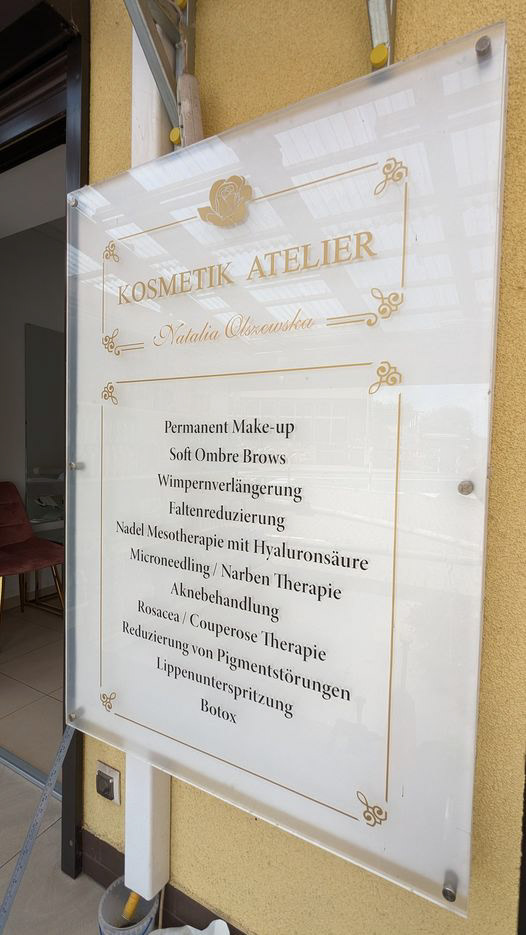 KOSMETIK ATELIER
Natalia Olszowska
Permanent Make-up
Soft Ombre Brows
Wimpernverlängerung
Faltenreduzierung
Nadel Mesotherapie mit Hyaluronsäure
Microneedling / Narben Therapie
Aknebehandlung
Rosacea / Couperose Therapie
Reduzierung von Pigmentstörungen
Lippenunterspritzung
Botox